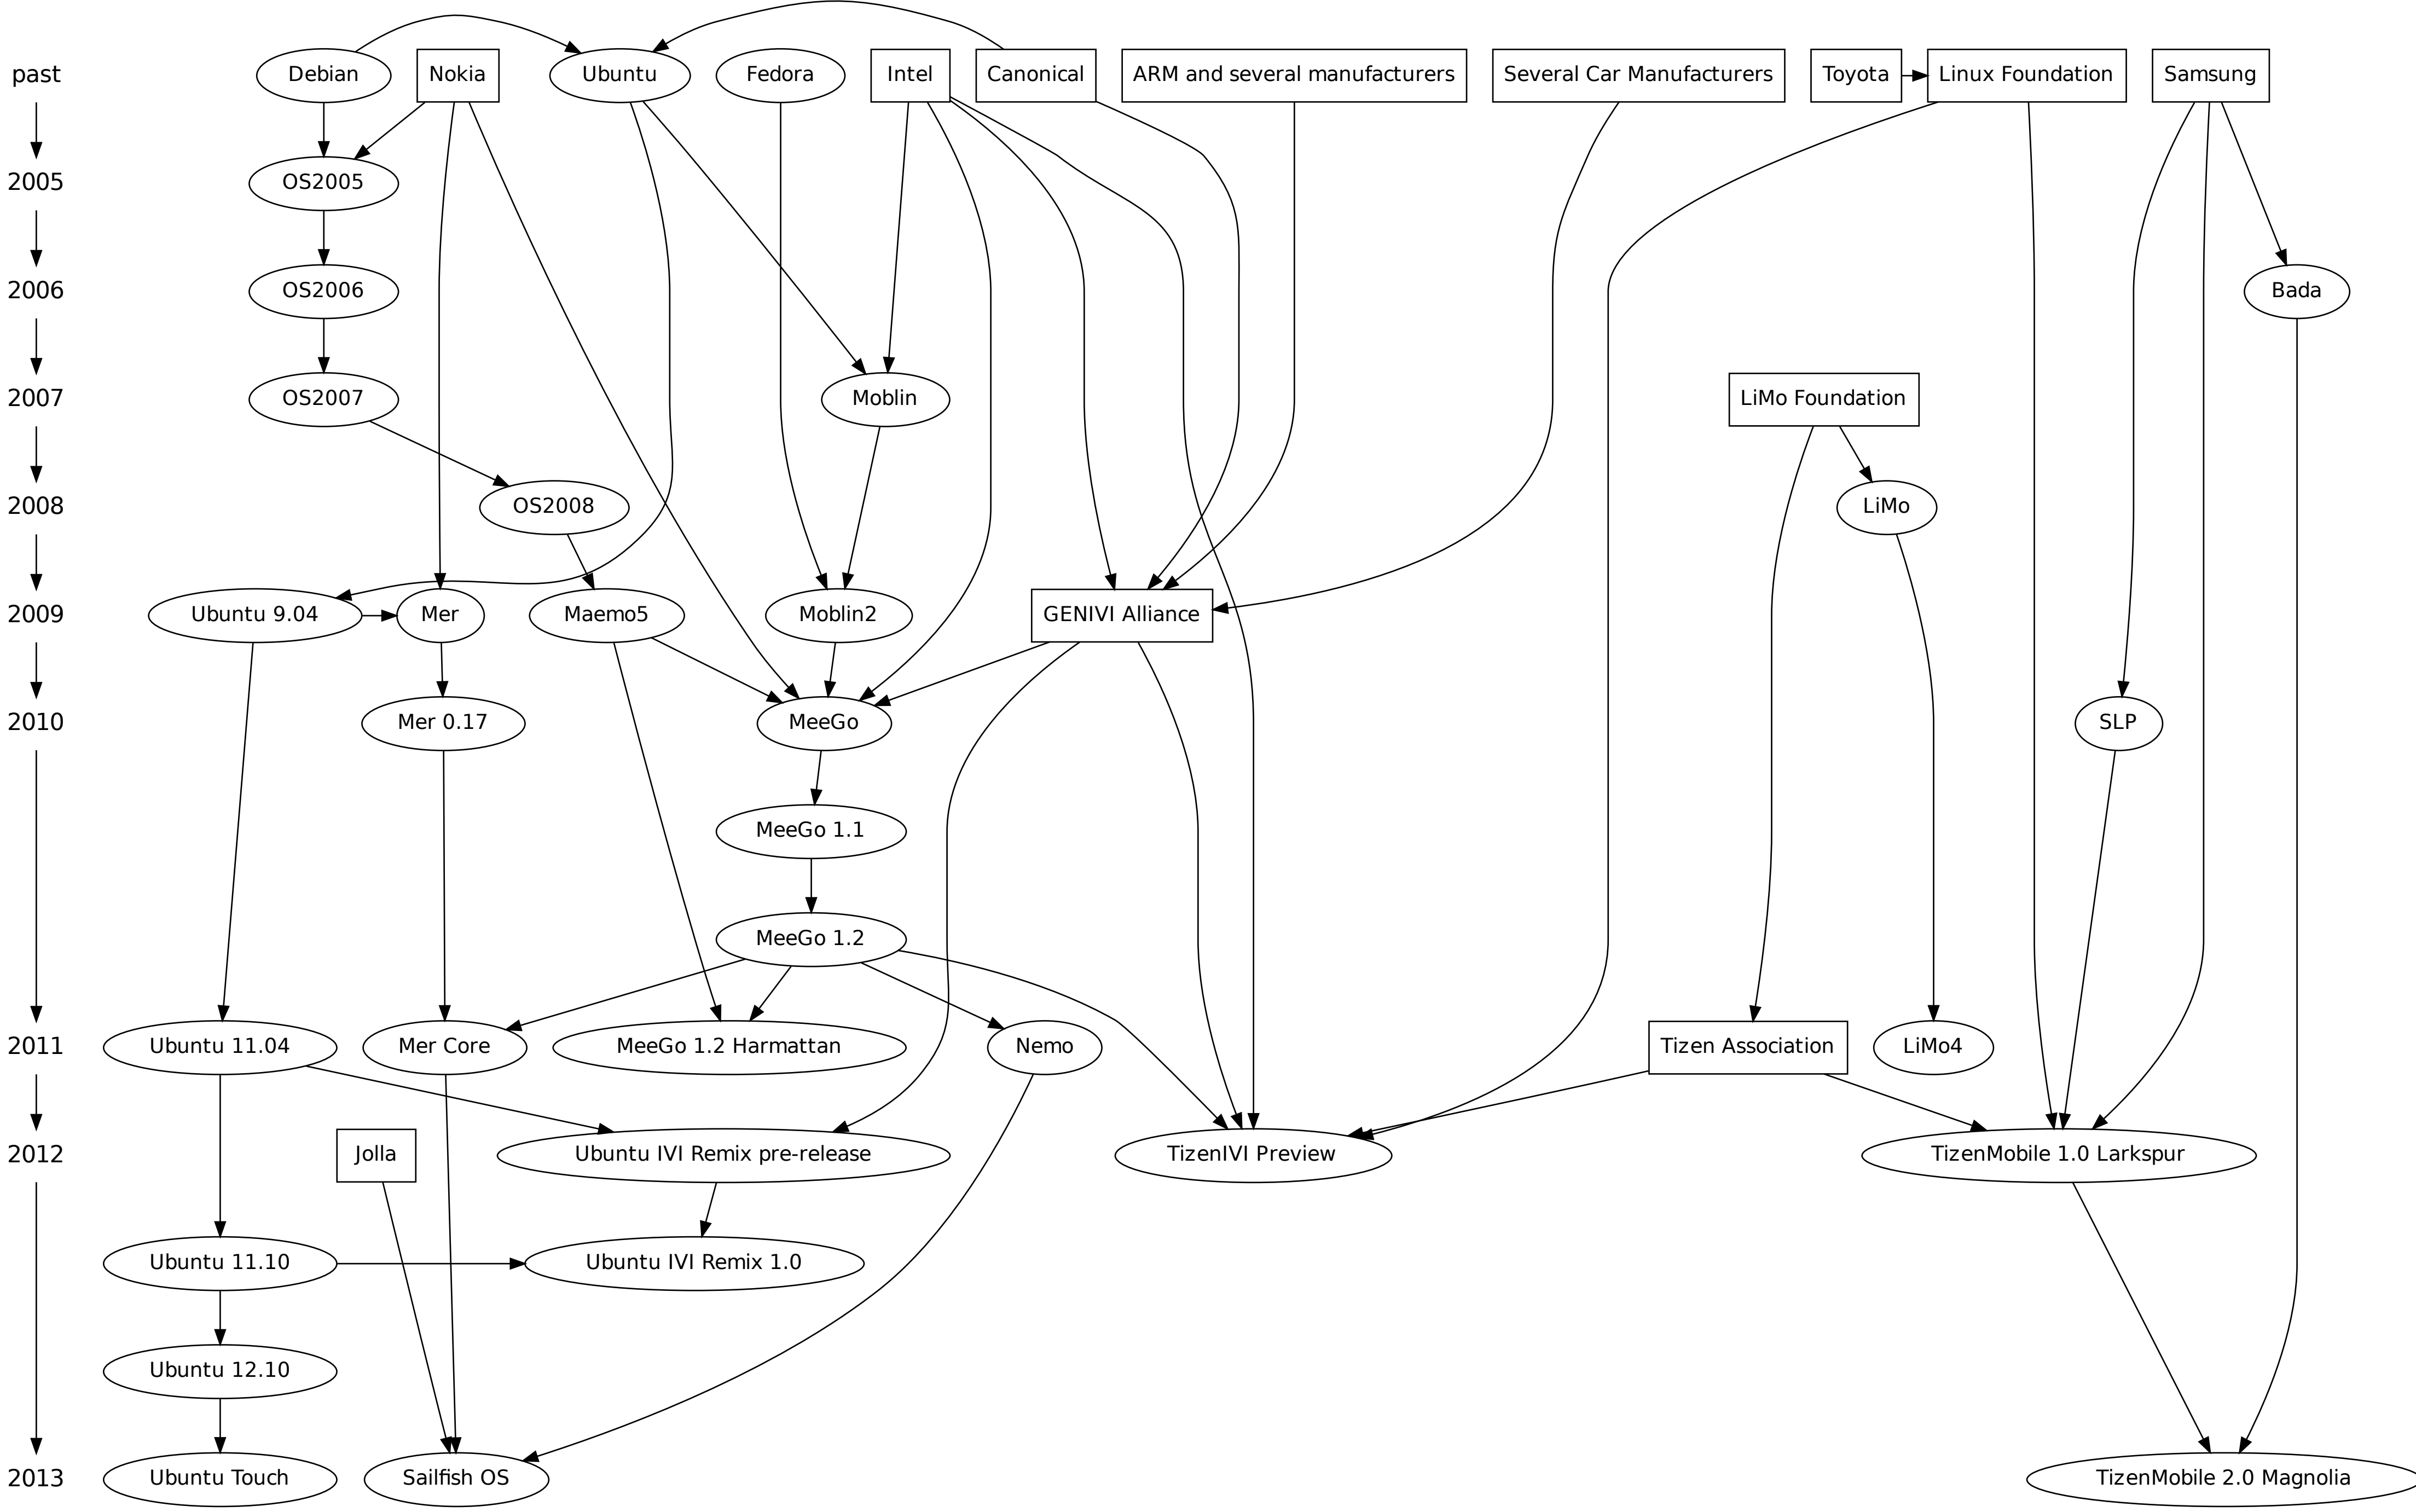 past
Debian
Nokia
Ubuntu
Fedora
Intel
Canonical
ARM and several manufacturers
Several Car Manufacturers
Toyota
Linux Foundation
Samsung
2005
OS2005
2006
OS2006
Bada
2007
OS2007
Moblin
LiMo Foundation
2008
OS2008
LiMo
2009
Ubuntu 9.04
Mer
Maemo5
Moblin2
GENIVI Alliance
2010
Mer 0.17
MeeGo
SLP
MeeGo 1.1
MeeGo 1.2
2011
Ubuntu 11.04
Mer Core
MeeGo 1.2 Harmattan
Nemo
Tizen Association
LiMo4
2012
Jolla
Ubuntu IVI Remix pre-release
TizenIVI Preview
TizenMobile 1.0 Larkspur
Ubuntu 11.10
Ubuntu IVI Remix 1.0
Ubuntu 12.10
2013
Ubuntu Touch
Sailfish OS
TizenMobile 2.0 Magnolia